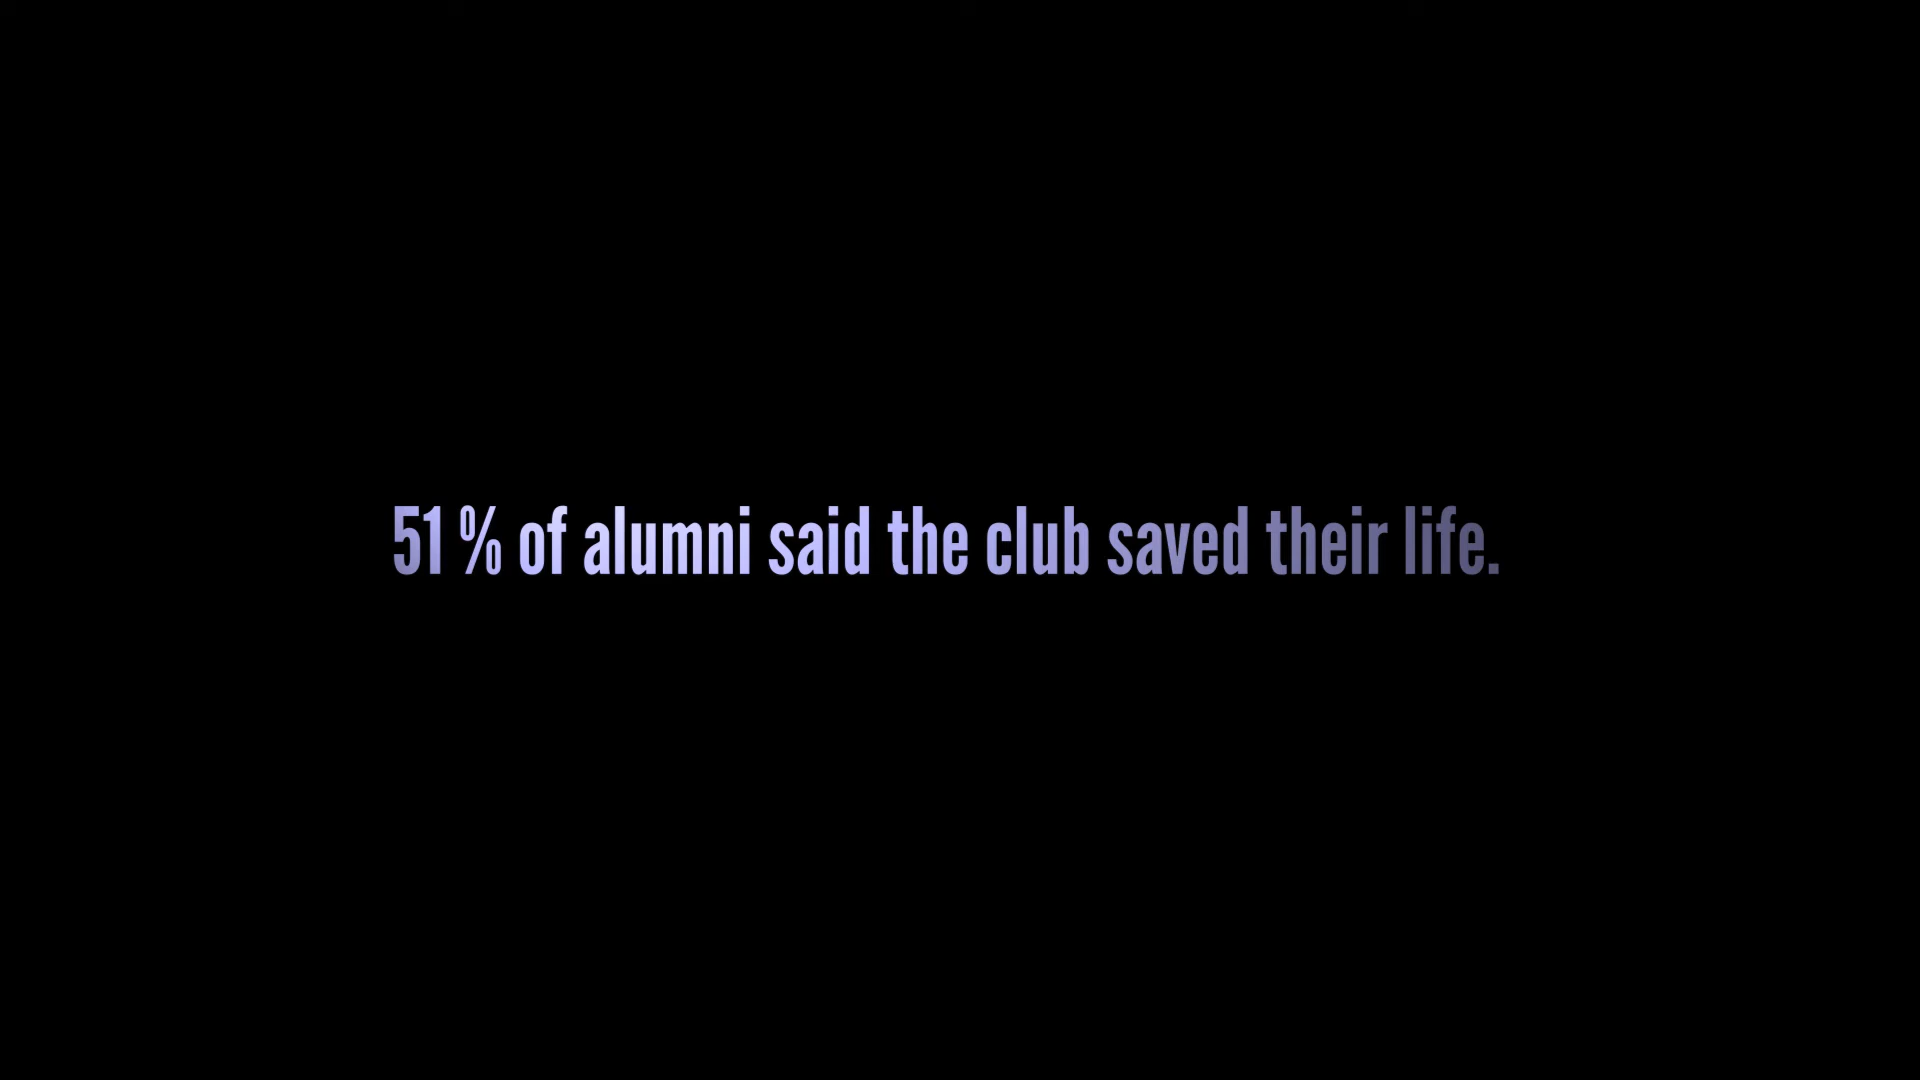 51 % of alumni said the club saved their life.